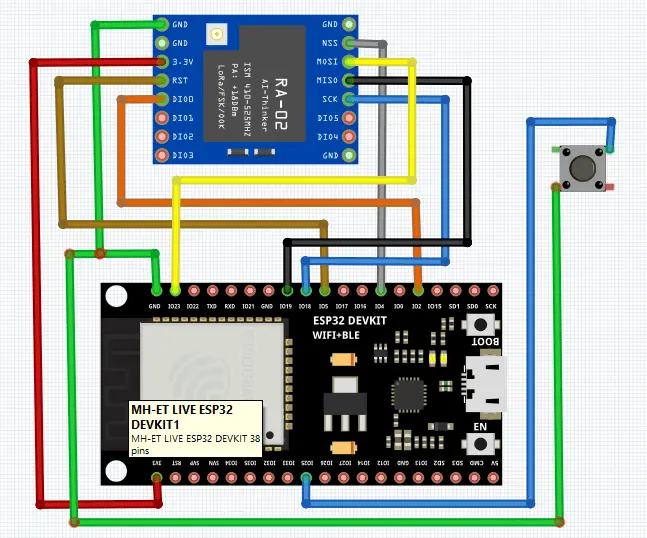 GND
GND
3.3V
RST
DIO0
DIO1
DIO2
DIO3
GND
NSS
MOSI
MISO
SCK
DIO5
DIO4
GND
RA-02
AI-Thinker
ISM 410-525MHZ
PA: +18DBm
LoRa/FSK/OOK
GND IO23 IO22 TXD RXD IO21 GND IO19 IO18 IO5 IO17 IO16 IO4 IO0 IO2 IO15 SD1 SD0 SCK
ESP32 DEVKIT
WIFI+BLE
BOOT
EN
MH-ET LIVE ESP32
DEVKIT1
MH-ET LIVE ESP32 DEVKIT 38
pins
3V3 RST SVP SVN IO34 IO35 IO32 IO33 IO25 IO26 IO27 IO14 IO12 GND IO13 SD2 SD3 CMD 5V